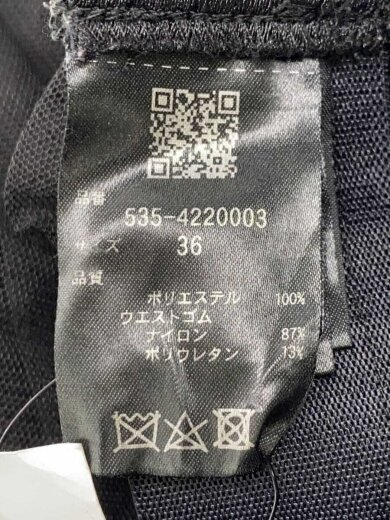 品番
535-4220003
サイズ 36
品質
ポリエステル 100%
ウエストゴム
ナイロン 87%
ポリウレタン 13%